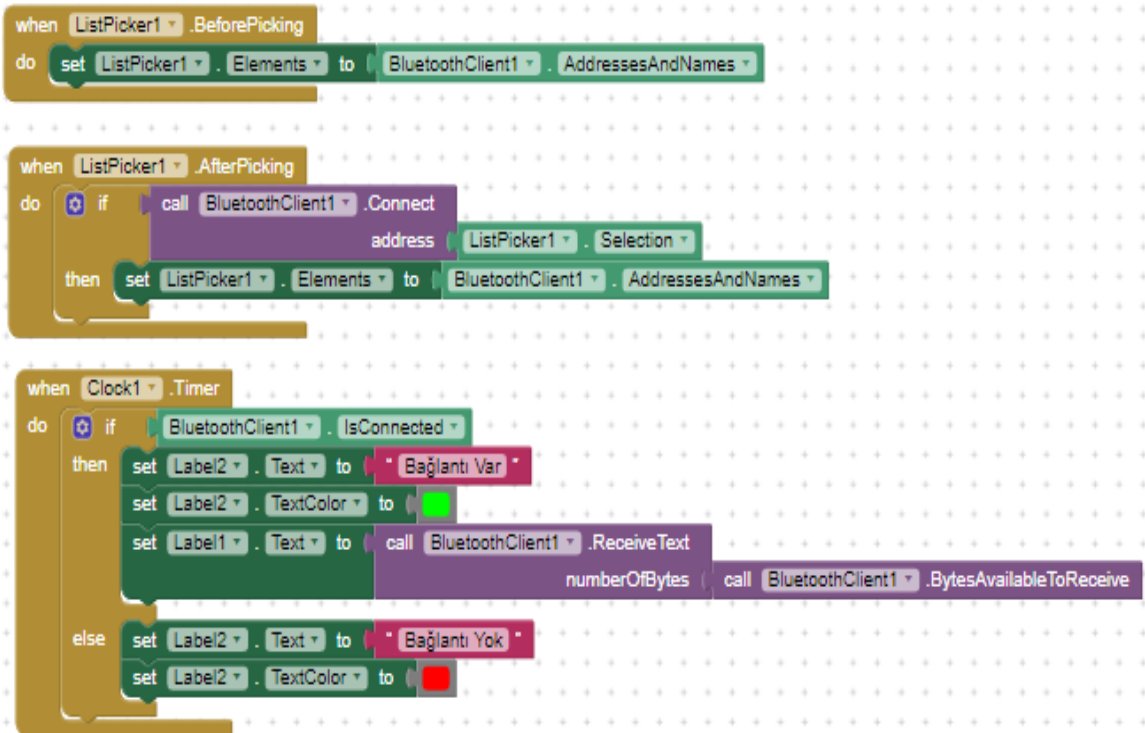 when ListPicker1 .BeforePicking
do set ListPicker1 . Elements to BluetoothClient1 . AddressesAndNames
when ListPicker1 .AfterPicking
do if call BluetoothClient1 .Connect
address ListPicker1 . Selection
then set ListPicker1 . Elements to BluetoothClient1 . AddressesAndNames
when Clock1 .Timer
do if BluetoothClient1 . IsConnected
then set Label2 . Text to " Bağlantı Var "
set Label2 . TextColor to
set Label1 . Text to call BluetoothClient1 .ReceiveText
numberOfBytes call BluetoothClient1 .BytesAvailableToReceive
else set Label2 . Text to " Bağlantı Yok "
set Label2 . TextColor to